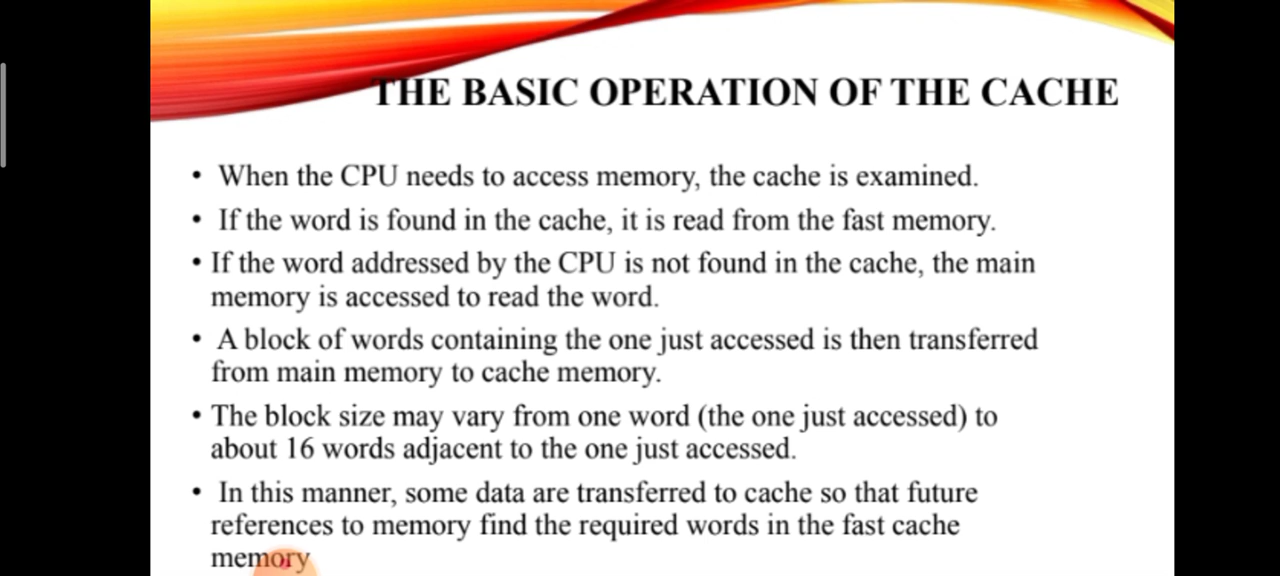 THE BASIC OPERATION OF THE CACHE
• When the CPU needs to access memory, the cache is examined.
• If the word is found in the cache, it is read from the fast memory.
• If the word addressed by the CPU is not found in the cache, the main
memory is accessed to read the word.
• A block of words containing the one just accessed is then transferred
from main memory to cache memory.
• The block size may vary from one word (the one just accessed) to
about 16 words adjacent to the one just accessed.
• In this manner, some data are transferred to cache so that future
references to memory find the required words in the fast cache
memory